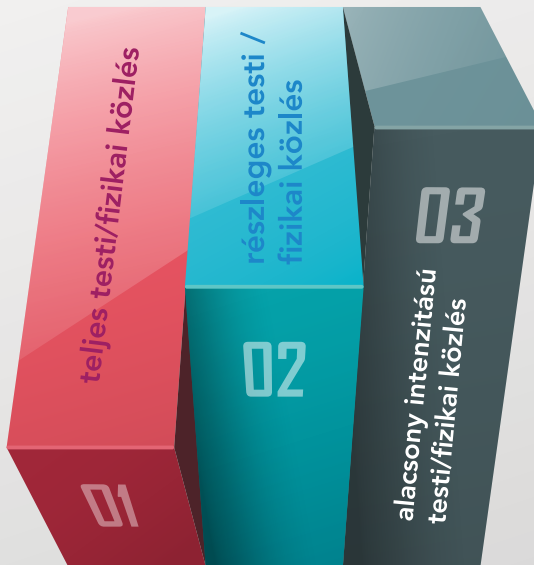 teljes testi/fizikai közlés
01
részleges testi /
fizikai közlés
02
03
alacsony intenzitású
testi/fizikai közlés